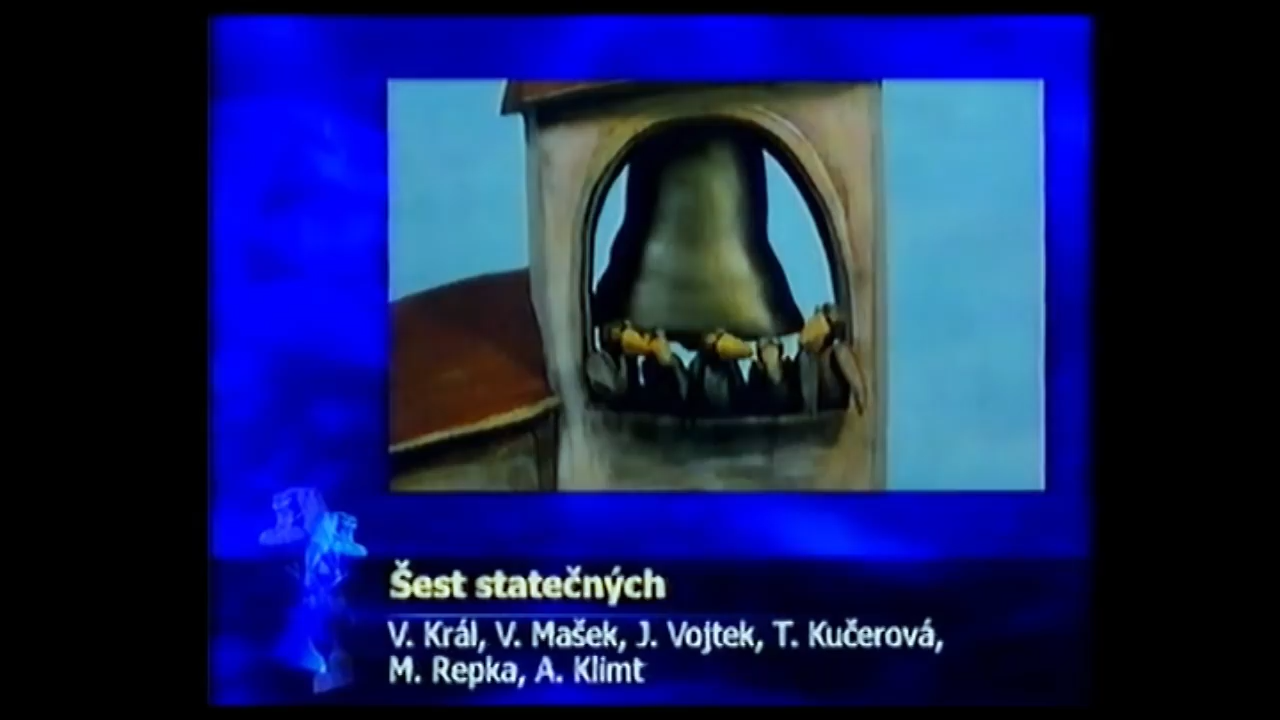 Šest statečných
V. Král, V. Mašek, J. Vojtek, T. Kučerová,
M. Repka, A. Klimt